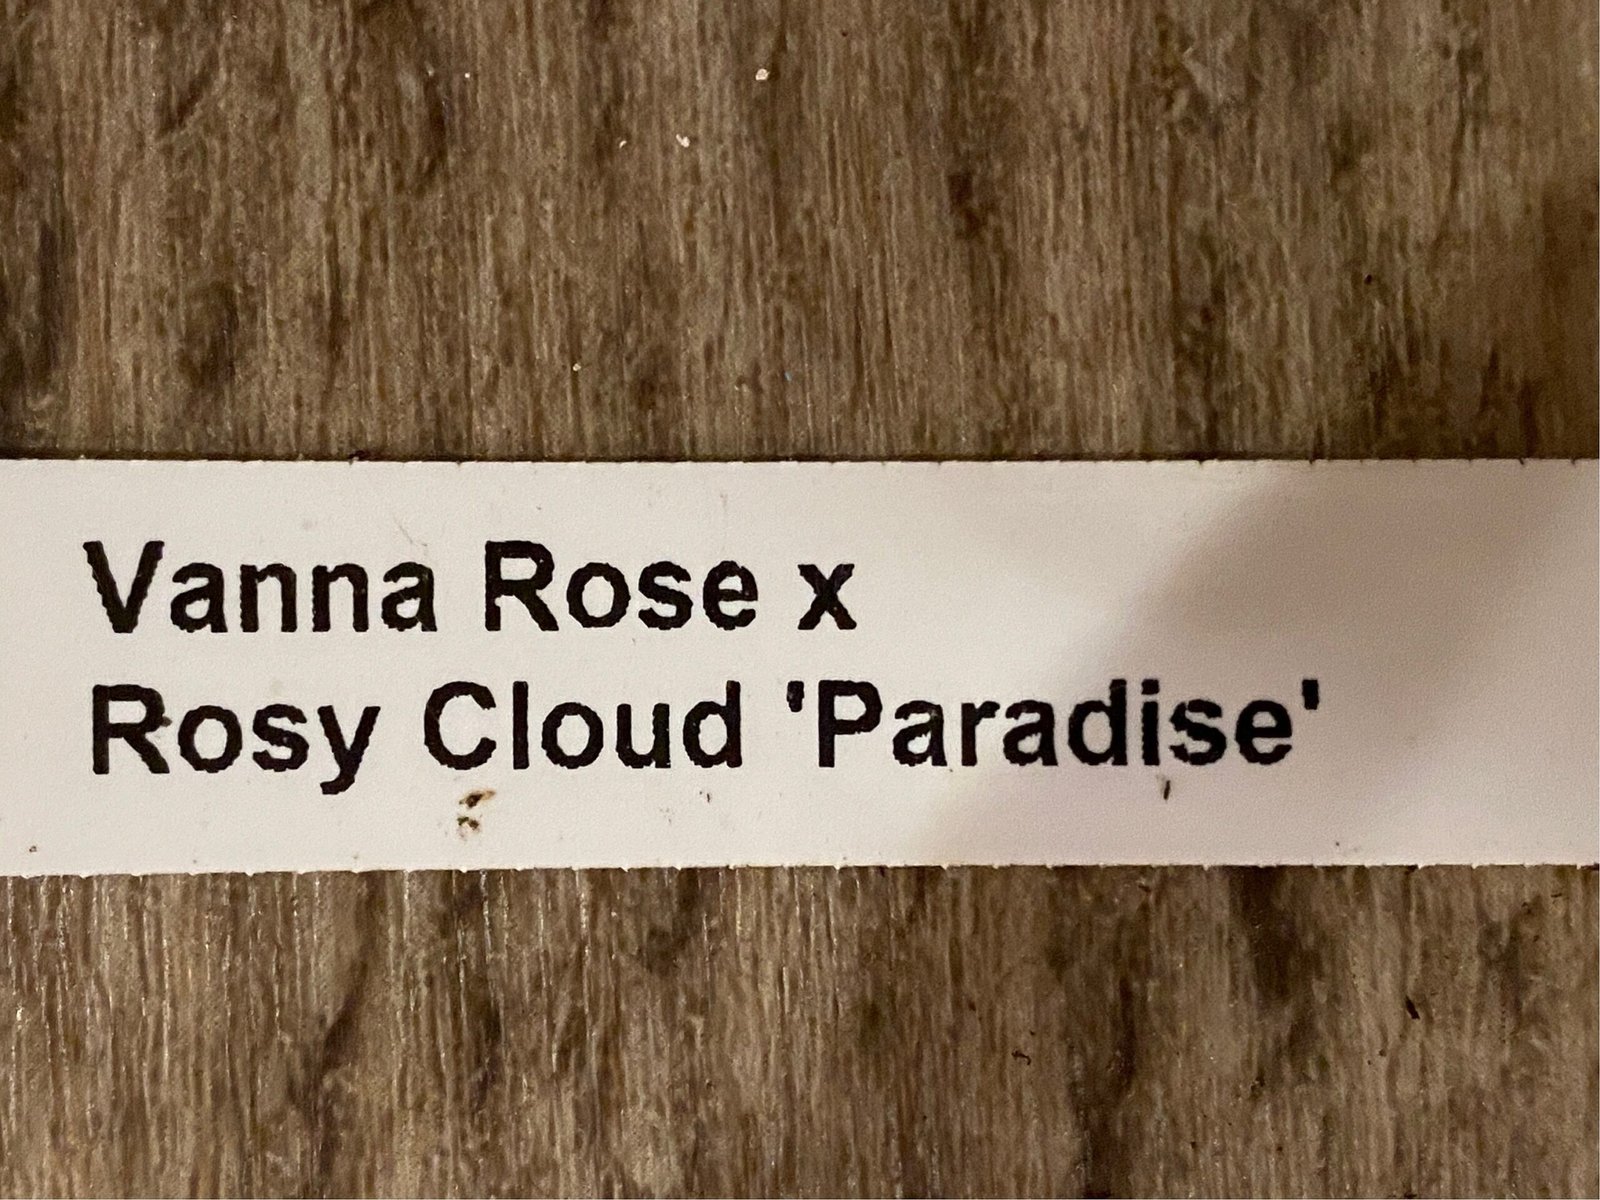 Vanna Rose x
Rosy Cloud 'Paradise'